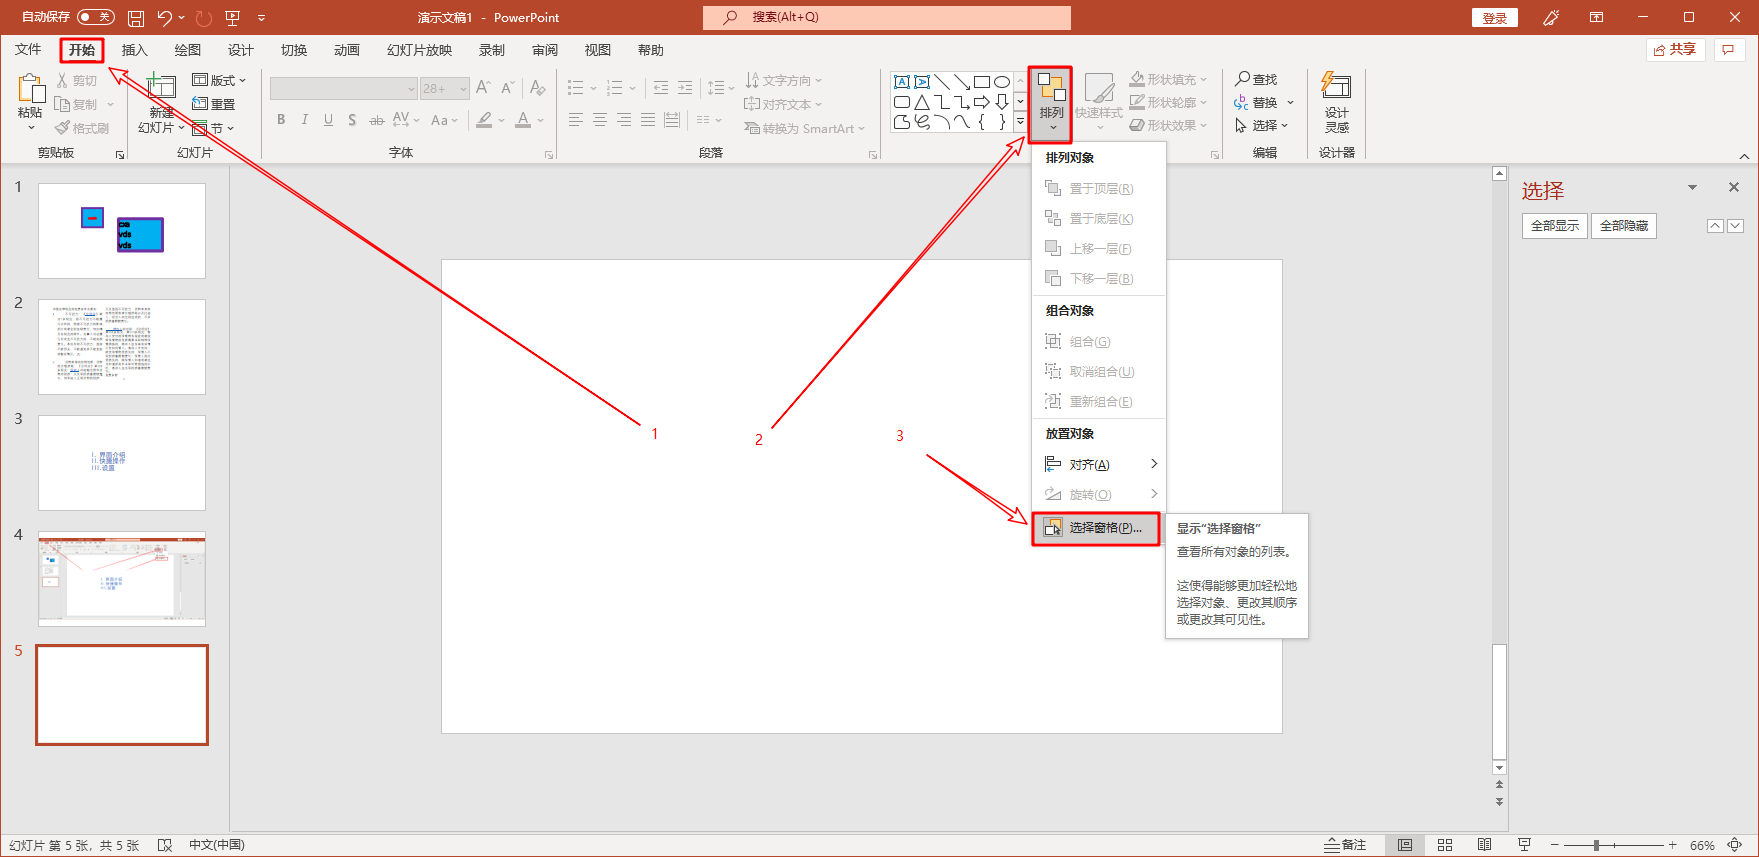 自动保存 关
演示文稿1 - PowerPoint
搜索(Alt+Q)
登录
文件 开始 插入 绘图 设计 切换 动画 幻灯片放映 录制 审阅 视图 帮助
共享
粘贴
剪切
复制
格式刷
剪贴板
新建
幻灯片
版式
重置
节
幻灯片
28+
B I U S ab AV Aa A
字体
文字方向
对齐文本
转换为 SmartArt
段落
排列
快速样式
形状填充
形状轮廓
形状效果
查找
替换
选择
编辑
设计
灵感
设计器
排列对象
置于顶层(R)
置于底层(K)
上移一层(F)
下移一层(B)
组合对象
组合(G)
取消组合(U)
重新组合(E)
放置对象
对齐(A)
旋转(O)
选择窗格(P)...
显示“选择窗格”
查看所有对象的列表。
这使得能够更加轻松地
选择对象、更改其顺序
或更改其可见性。
1
2
3
选择
全部显示 全部隐藏
1
cxa
vds
vds
2
3
I. 界面介绍
II.快捷操作
III.设置
4
5
幻灯片 第 5 张，共 5 张
中文(中国)
备注
66%